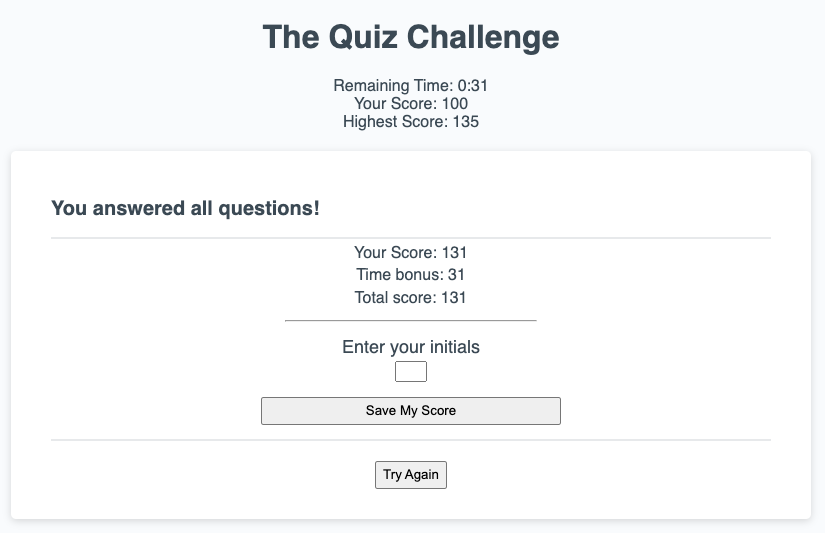 The Quiz Challenge
Remaining Time: 0:31
Your Score: 100
Highest Score: 135
You answered all questions!
Your Score: 131
Time bonus: 31
Total score: 131
Enter your initials
Save My Score
Try Again